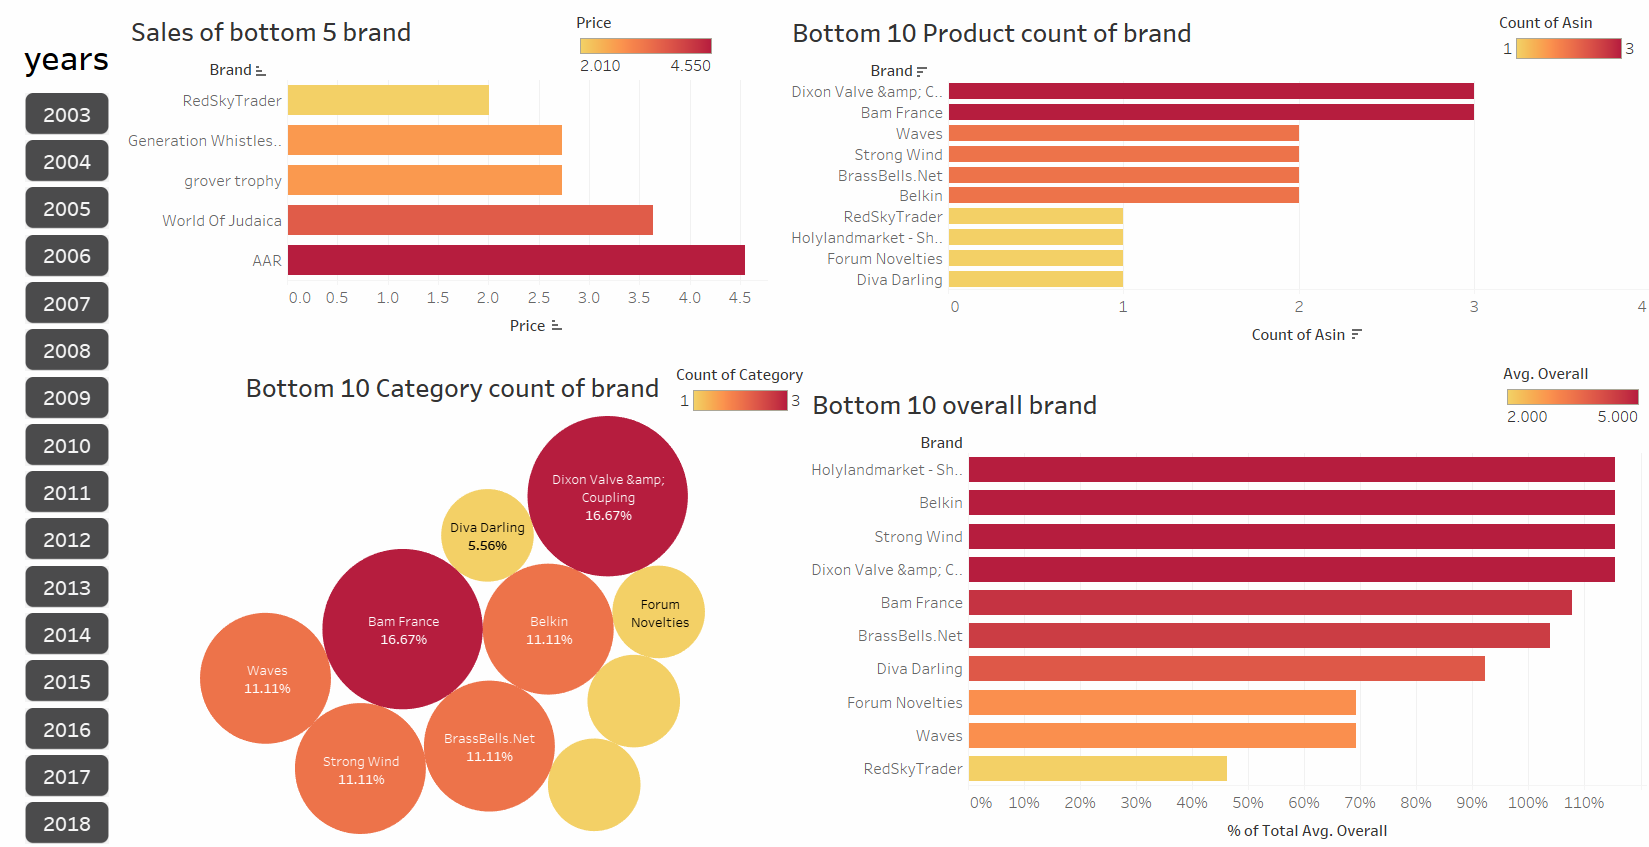 years
2003
2004
2005
2006
2007
2008
2009
2010
2011
2012
2013
2014
2015
2016
2017
2018
Sales of bottom 5 brand
Price
2.010 4.550
Brand
RedSkyTrader
Generation Whistles..
grover trophy
World Of Judaica
AAR
0.0 0.5 1.0 1.5 2.0 2.5 3.0 3.5 4.0 4.5
Price
Bottom 10 Product count of brand
Count of Asin
1 3
Brand
Dixon Valve &amp; C..
Bam France
Waves
Strong Wind
BrassBells.Net
Belkin
RedSkyTrader
Holylandmarket - Sh..
Forum Novelties
Diva Darling
0 1 2 3 4
Count of Asin
Bottom 10 Category count of brand
Count of Category
1 3
Dixon Valve &amp;
Coupling
16.67%
Diva Darling
5.56%
Forum
Novelties
Bam France
16.67%
Belkin
11.11%
Waves
11.11%
BrassBells.Net
11.11%
Strong Wind
11.11%
Bottom 10 overall brand
Avg. Overall
2.000 5.000
Brand
Holylandmarket - Sh..
Belkin
Strong Wind
Dixon Valve &amp; C..
Bam France
BrassBells.Net
Diva Darling
Forum Novelties
Waves
RedSkyTrader
0% 10% 20% 30% 40% 50% 60% 70% 80% 90% 100% 110%
% of Total Avg. Overall